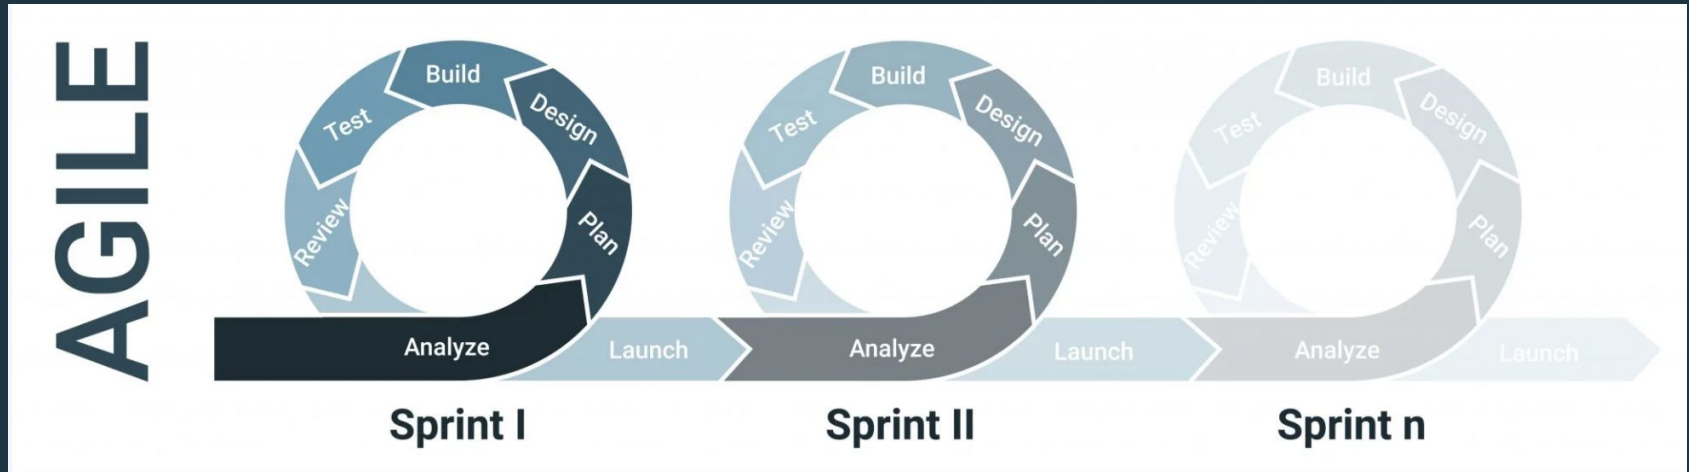 AGILE
Analyze
Plan
Design
Build
Test
Review
Launch
Sprint I
Analyze
Plan
Design
Build
Test
Review
Launch
Sprint II
Analyze
Plan
Design
Build
Test
Review
Launch
Sprint n